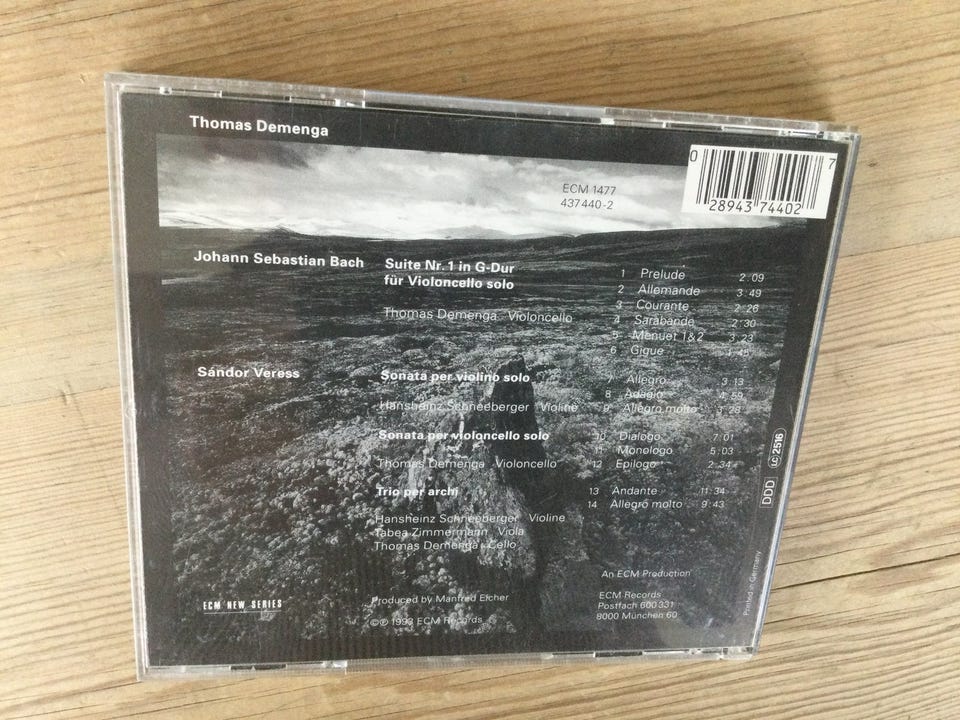 Thomas Demenga
ECM 1477
437 440-2
0 28943 74402 7
Johann Sebastian Bach
Suite Nr. 1 in G-Dur
für Violoncello solo
Thomas Demenga Violoncello
1 Prelude 2:09
2 Allemande 3:49
3 Courante 2:26
4 Sarabande 2:30
5 Menuet 1 & 2 3:23
6 Gigue
Sándor Veress
Sonata per violino solo
Hansheinz Schneeberger Violine
7 Allegro 3:13
8 Adagio 4:59
9 Allegro molto 3:28
Sonata per violoncello solo
Thomas Demenga Violoncello
10 Dialogo 7:01
11 Monologo 5:03
12 Epilogo 2:34
Trio per archi
Hansheinz Schneeberger Violine
Tabea Zimmermann Viola
Thomas Demenga Cello
13 Andante 11:34
14 Allegro molto 9:43
DDD LC 2516
An ECM Production
ECM NEW SERIES
Produced by Manfred Eicher
©℗ 1993 ECM Records
ECM Records
Postfach 600 331
8000 München 60
Printed in Germany